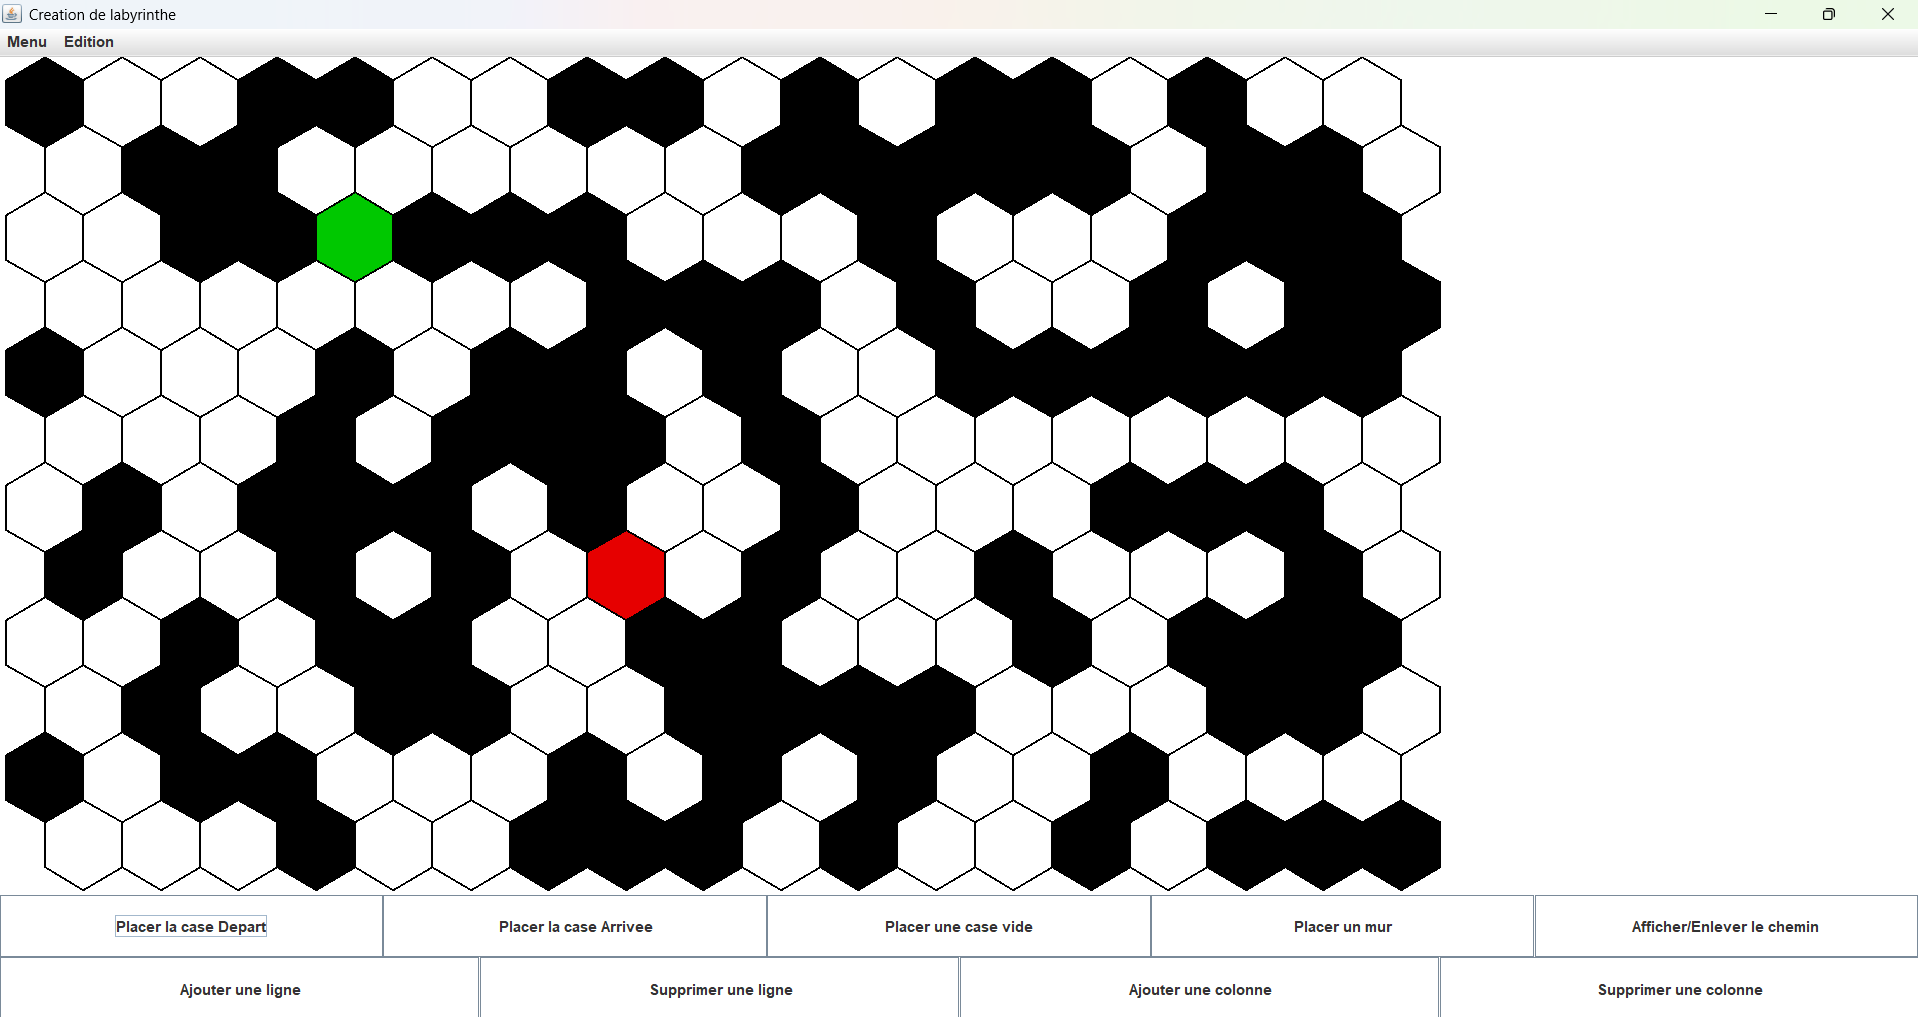 Creation de labyrinthe
Menu Edition
Placer la case Depart Placer la case Arrivee Placer une case vide Placer un mur Afficher/Enlever le chemin
Ajouter une ligne Supprimer une ligne Ajouter une colonne Supprimer une colonne